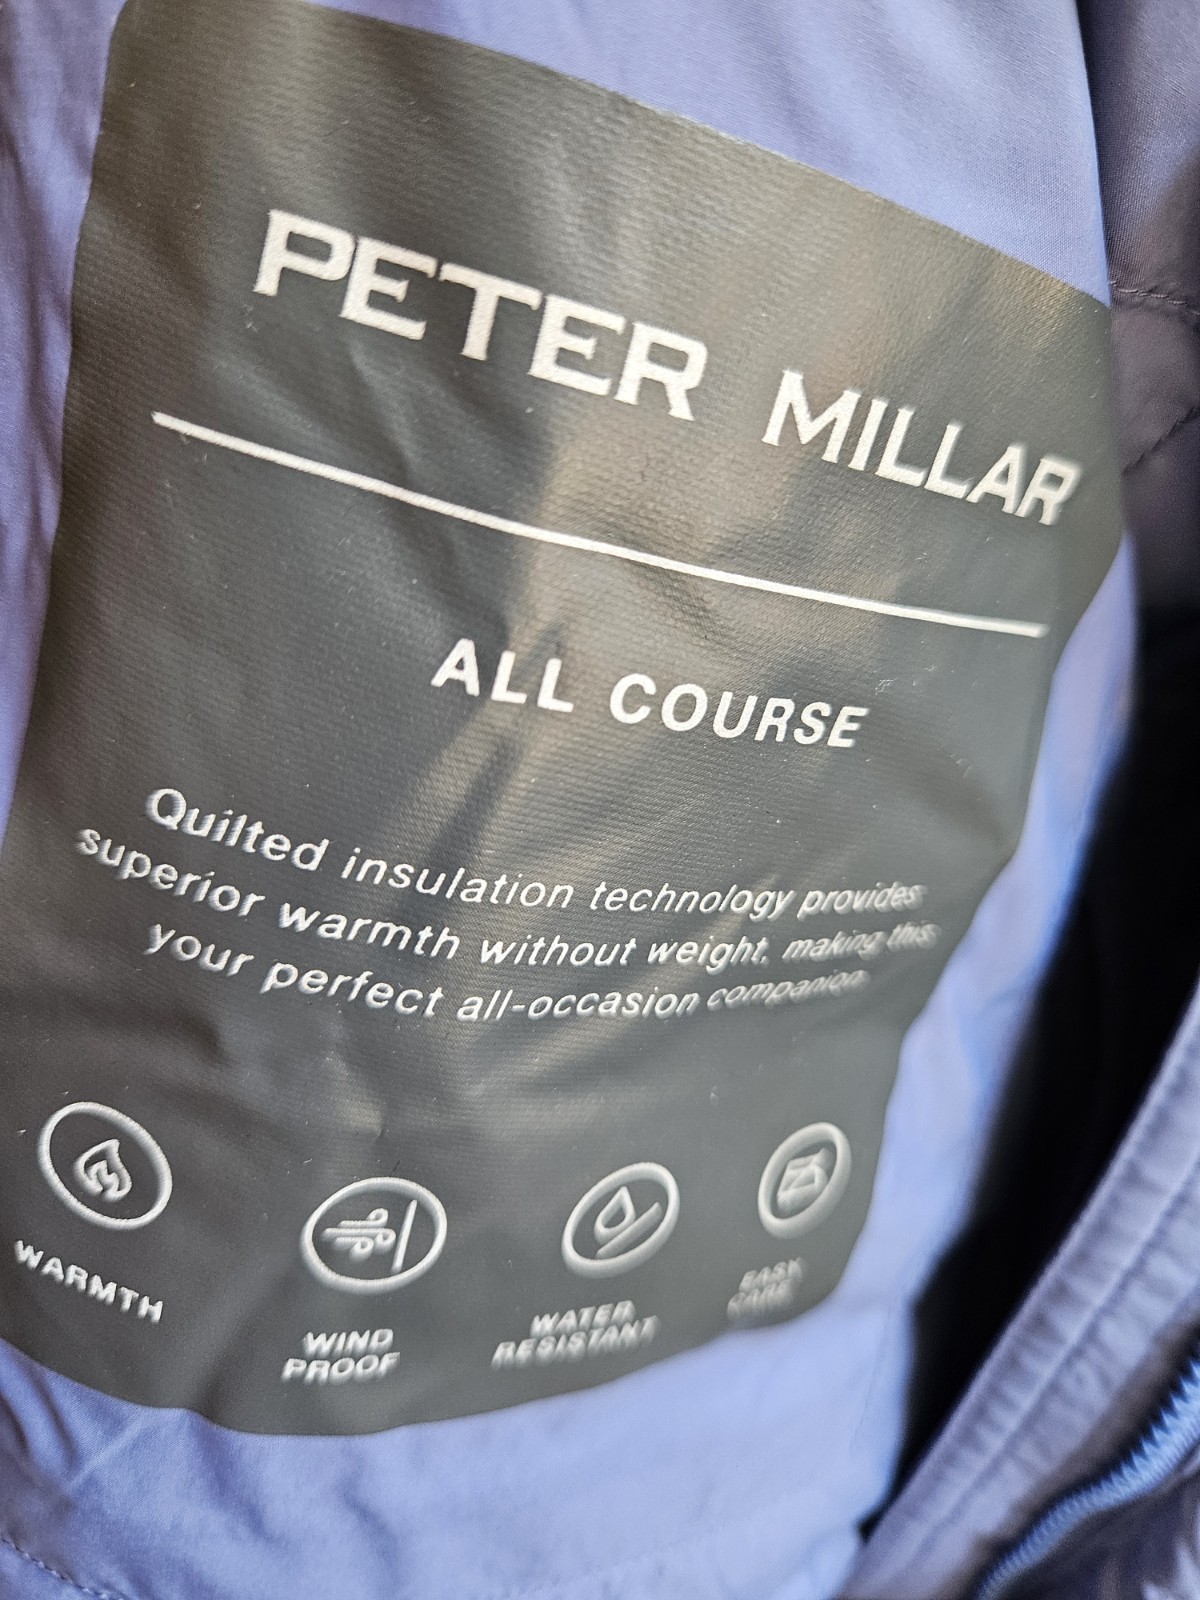 PETER MILLAR
ALL COURSE
Quilted insulation technology provides
superior warmth without weight, making this
your perfect all-occasion companion.
WARMTH
WIND
PROOF
WATER
RESISTANT
EASY
CARE